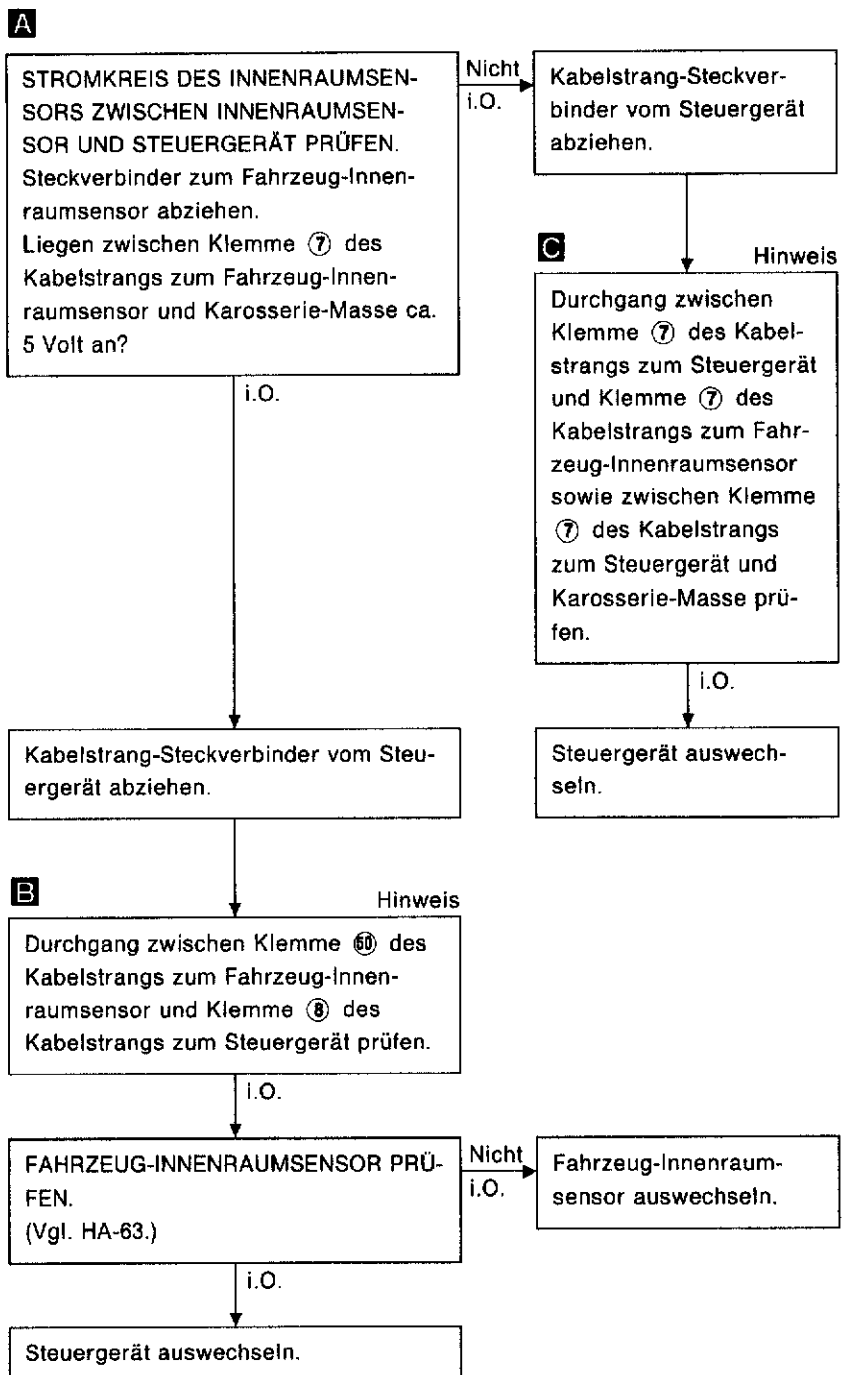 A
STROMKREIS DES INNENRAUMSEN-
SORS ZWISCHEN INNENRAUMSEN-
SOR UND STEUERGERÄT PRÜFEN.
Steckverbinder zum Fahrzeug-Innen-
raumsensor abziehen.
Liegen zwischen Klemme ⑦ des
Kabelstrangs zum Fahrzeug-Innen-
raumsensor und Karosserie-Masse ca.
5 Volt an?
Nicht
i.O.
Kabelstrang-Steckver-
binder vom Steuergerät
abziehen.
C
Hinweis
Durchgang zwischen
Klemme ⑦ des Kabel-
strangs zum Steuergerät
und Klemme ⑦ des
Kabelstrangs zum Fahr-
zeug-Innenraumsensor
sowie zwischen Klemme
⑦ des Kabelstrangs
zum Steuergerät und
Karosserie-Masse prü-
fen.
i.O.
Steuergerät auswech-
seln.
i.O.
Kabelstrang-Steckverbinder vom Steu-
ergerät abziehen.
B
Hinweis
Durchgang zwischen Klemme des
Kabelstrangs zum Fahrzeug-Innen-
raumsensor und Klemme ⑧ des
Kabelstrangs zum Steuergerät prüfen.
i.O.
FAHRZEUG-INNENRAUMSENSOR PRÜ-
FEN.
(Vgl. HA-63.)
Nicht
i.O.
Fahrzeug-Innenraum-
sensor auswechseln.
i.O.
Steuergerät auswechseln.